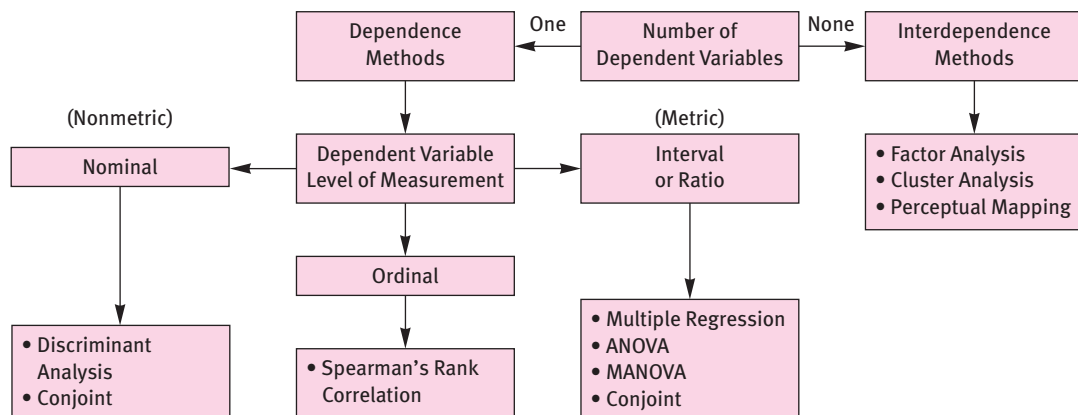 Dependence
Methods
One
Number of
Dependent Variables
None
Interdependence
Methods
(Nonmetric)
Nominal
Dependent Variable
Level of Measurement
(Metric)
Interval
or Ratio
• Factor Analysis
• Cluster Analysis
• Perceptual Mapping
Ordinal
• Discriminant
Analysis
• Conjoint
• Spearman’s Rank
Correlation
• Multiple Regression
• ANOVA
• MANOVA
• Conjoint